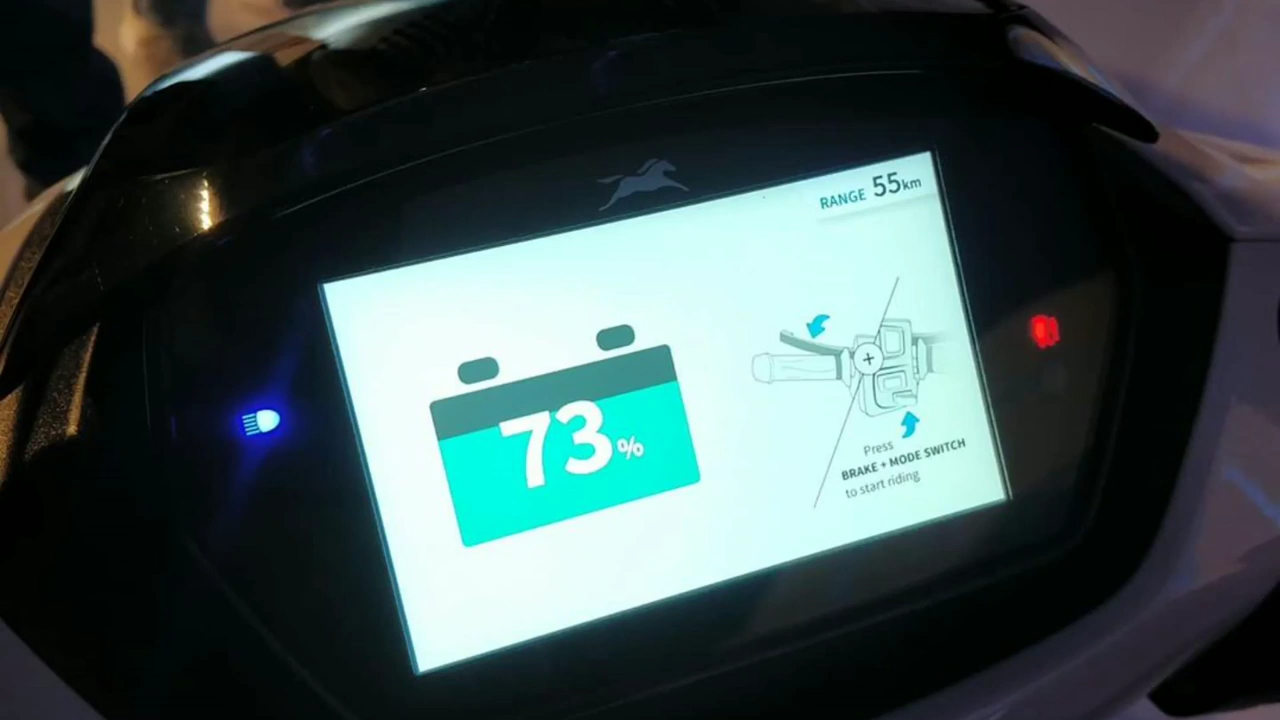 RANGE 55km
73%
Press
BRAKE + MODE SWITCH
to start riding